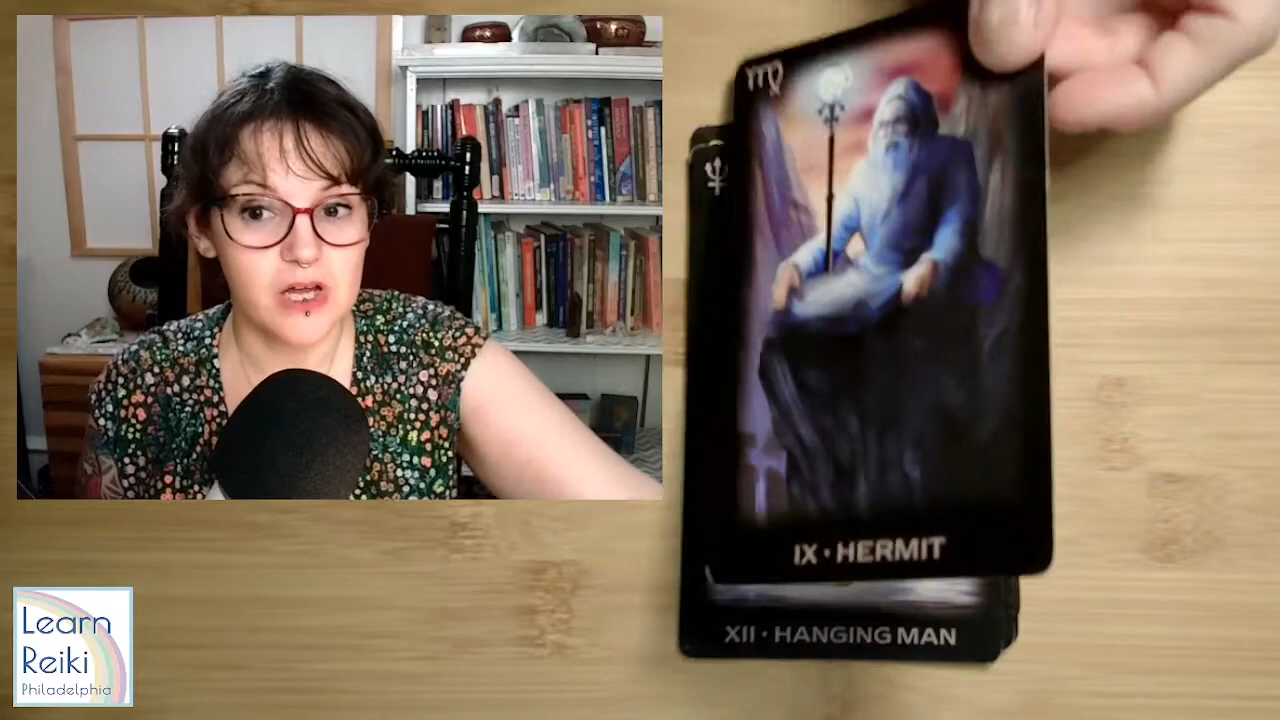 IX · HERMIT
XII · HANGING MAN
Learn
Reiki
Philadelphia